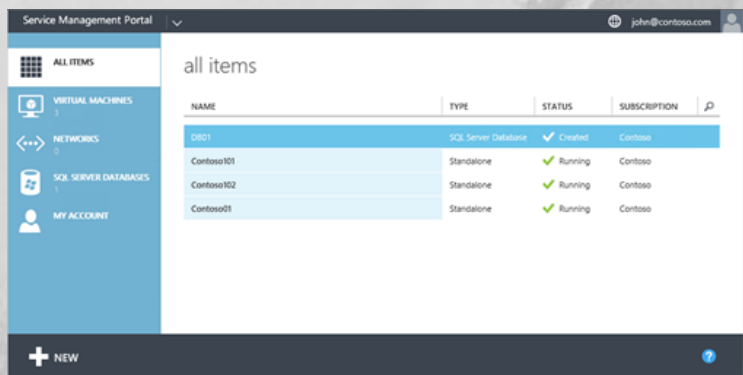 Service Management Portal
john@contoso.com
ALL ITEMS
VIRTUAL MACHINES
3
NETWORKS
0
SQL SERVER DATABASES
1
MY ACCOUNT
all items
NAME TYPE STATUS SUBSCRIPTION
DB01 SQL Server Database Created Contoso
Contoso101 Standalone Running Contoso
Contoso102 Standalone Running Contoso
Contoso01 Standalone Running Contoso
NEW
?